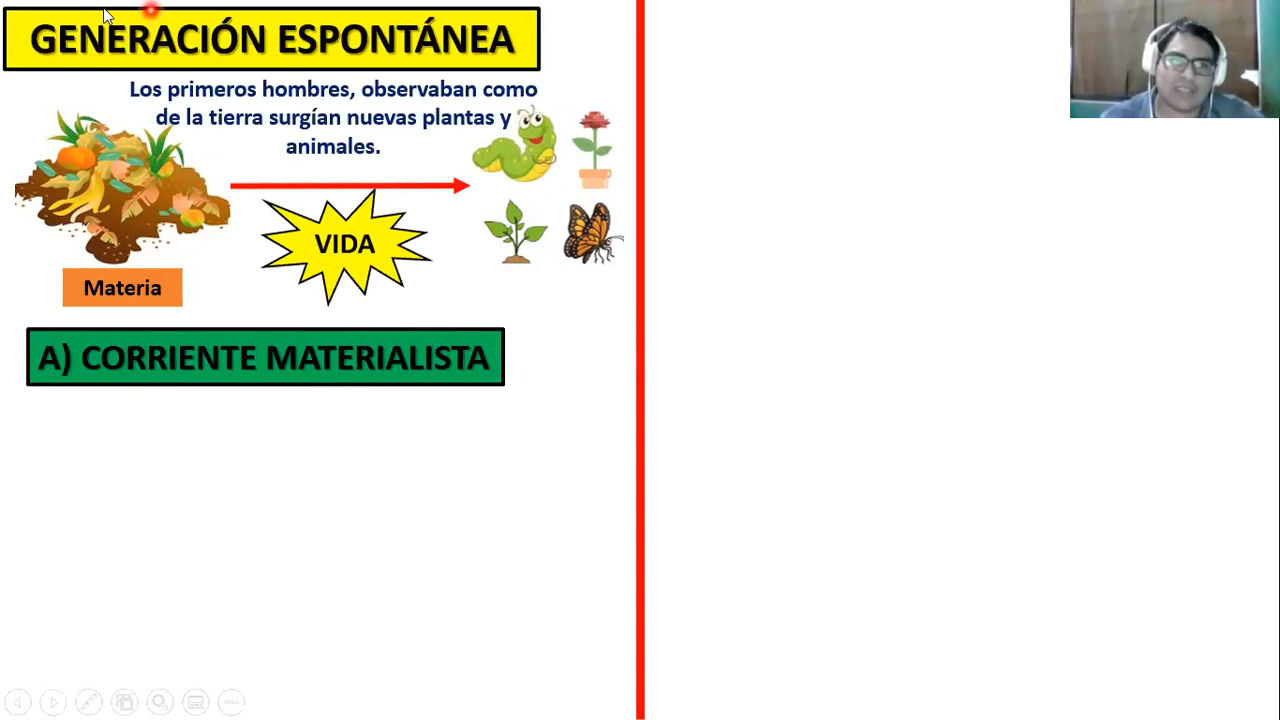 GENERACIÓN ESPONTÁNEA
Los primeros hombres, observaban como
de la tierra surgían nuevas plantas y
animales.
VIDA
Materia
A) CORRIENTE MATERIALISTA